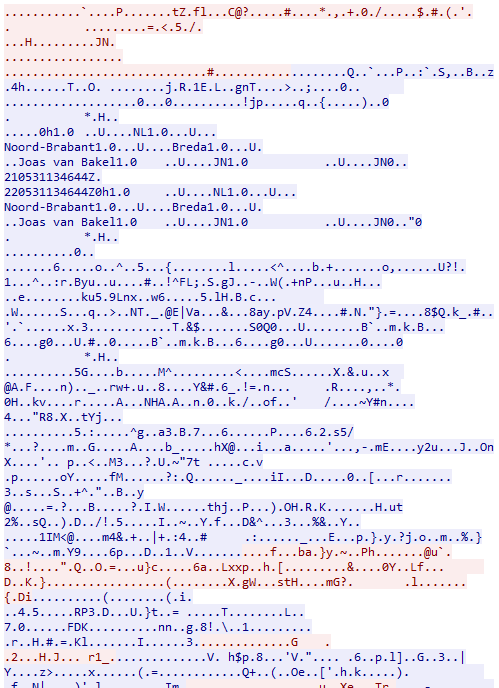 ...........`....P.......tZ.fl...C@?.....#....*.,.+.0./.....$.#.(.'.
.          .........=.<.5./.
...H.........JN.
................
...........................#..................Q..`...P..:`.S,..B..z
.4h......T..O. ........j.R.1E.L..gnT....>..;....0..
..................0...0..........!jp.....q..{.....)..0
.          *.H..
.....0h1.0  ..U....NL1.0...U...
Noord-Brabant1.0...U....Breda1.0...U.
..Joas van Bakel1.0    ..U....JN1.0           ..U....JN0..
210531134644Z.
220531134644Z0h1.0     ..U....NL1.0...U...
Noord-Brabant1.0...U....Breda1.0...U.
..Joas van Bakel1.0    ..U....JN1.0           ..U....JN0.."0
.          *.H..
..........0..
.......6.....o..^..5...{........l.....<^....b.+.......o,......U?!.
1...^..:r.Byu..u....#..!^FL;.S.gJ..-..W(.+nP...u..H...
..e........ku5.9Lnx..w6.....5.lH.B.c...
.W......S...q..>..NT._.@E|Va...&...8ay.pV.Z4....#.N."}.=....8$Q.k_.#..
'.`......x.3...........T.&$.......S0Q0...U.......B`..m.k.B...
6....g0...U.#..0.....B`..m.k.B...6....g0...U.......0....0
.          *.H..
..........5G....b.....M^........<....mcS......X.&.u..x
@A.F....n).._..rw+.u..8....Y&#.6_.!=.n...     .R....,..*.
0H..kv....r.....A...NHA.A..n.0..k./..of..'    /....~Y#n....
4..."R8.X..tYj...
..........5.:.....^g..a3.B.7...6......P....6.2.s5/
*...?....m..G.....A....b_.....hX@...i...a.....'...,-.mE....y2u...J..On
X....'.. p..<..M3...?.U.~"7t .....c.v
.p......oY.....fM......?:.Q......_....iI...D.....0..[...r.......
3..s...S..+^."..B..y
@.....=.?...B.....?.I.W......thj..P...).OH.R.K.......H.ut
2%..sQ..).D../!.5.....I..~..Y.f...D&^...3...%&..Y..
.....1IM<@....m4&.+..|+.:4..#     .:......_...E...p.}.y.?j.o..m..%.}
`...~..m.Y9....6p...D..1..V..........f...ba.}y.~..Ph.......@u`.
8..!....".Q..O.=...u}c.....6a..Lxxp..h.[.........&....0Y..Lf...
D..K.}................(........X.gW...stH....mG?.    .l.......
{.Di..........(........(.i.
..4.5.....RP3.D...U.}t..=  ....T........L..
7.0......FDK..........nn..g.8!.\..1........
.r..H.#.=.Kl.......I......3.............G    .
.2...H.J...  r1_.............V. h$p.8...'V."....  .6..p.l]..G..3..|
Y....z>.....x......(.=...........Q+..(..Oe..['.h.k.....).